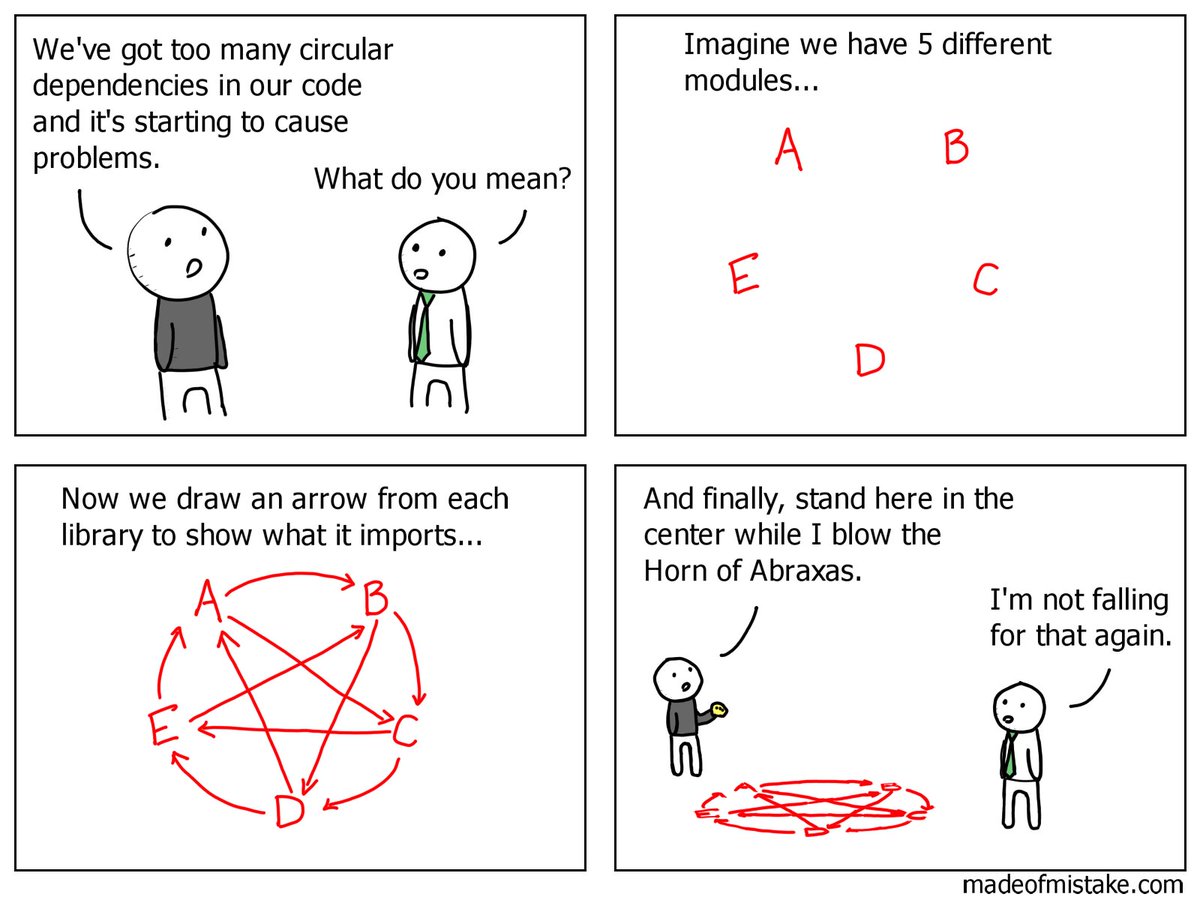 We've got too many circular
dependencies in our code
and it's starting to cause
problems.
What do you mean?
Imagine we have 5 different
modules...
A
B
E
C
D
Now we draw an arrow from each
library to show what it imports...
A
B
E
C
D
And finally, stand here in the
center while I blow the
Horn of Abraxas.
I'm not falling
for that again.
A
B
E
C
D
madeofmistake.com